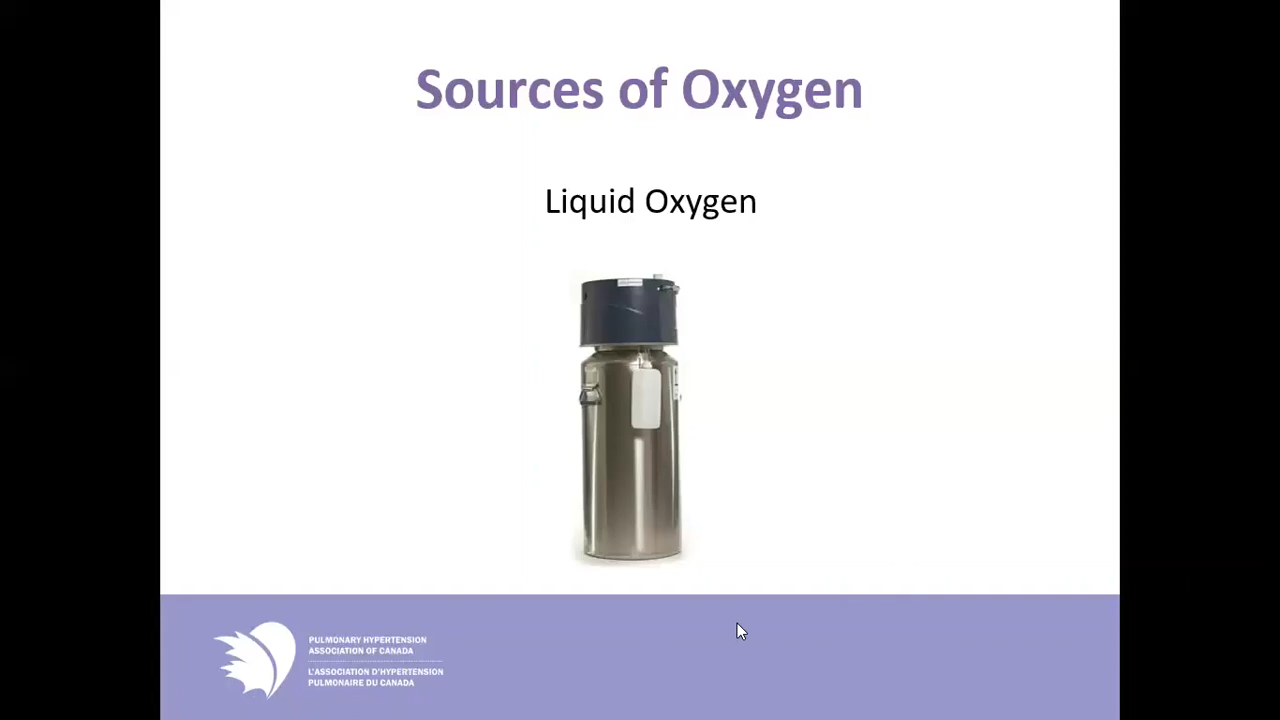 Sources of Oxygen
Liquid Oxygen
PULMONARY HYPERTENSION
ASSOCIATION OF CANADA
L'ASSOCIATION D'HYPERTENSION
PULMONAIRE DU CANADA